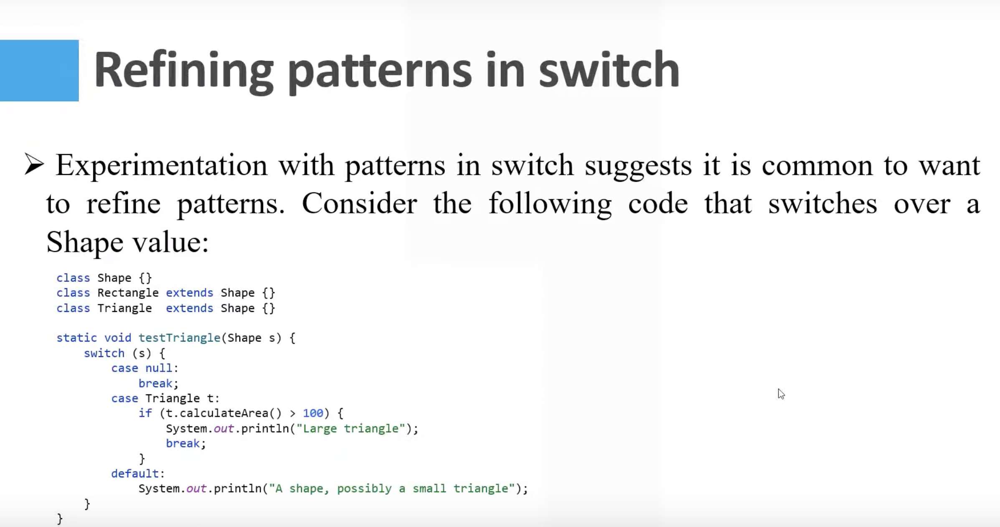 Refining patterns in switch
➢ Experimentation with patterns in switch suggests it is common to want
to refine patterns. Consider the following code that switches over a
Shape value:
class Shape {}
class Rectangle extends Shape {}
class Triangle  extends Shape {}
static void testTriangle(Shape s) {
    switch (s) {
        case null:
            break;
        case Triangle t:
            if (t.calculateArea() > 100) {
                System.out.println("Large triangle");
                break;
            }
        default:
            System.out.println("A shape, possibly a small triangle");
    }
}